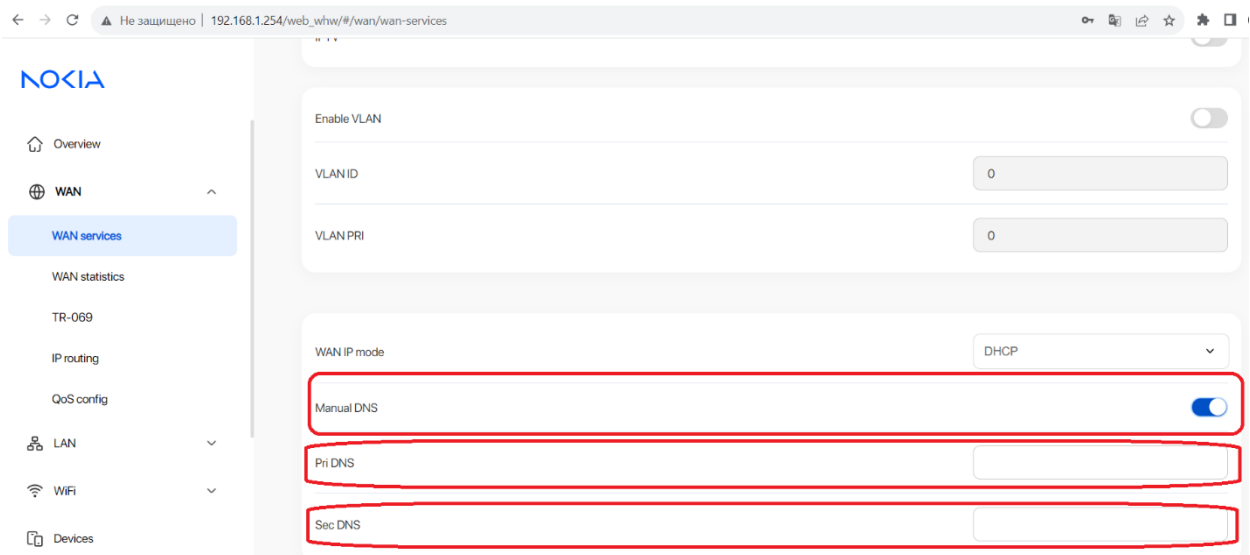 Не защищено
192.168.1.254/web_whw/#/wan/wan-services
NOKIA
Overview
WAN
WAN services
WAN statistics
TR-069
IP routing
QoS config
LAN
WiFi
Devices
Enable VLAN
VLAN ID
0
VLAN PRI
0
WAN IP mode
DHCP
Manual DNS
Pri DNS
Sec DNS